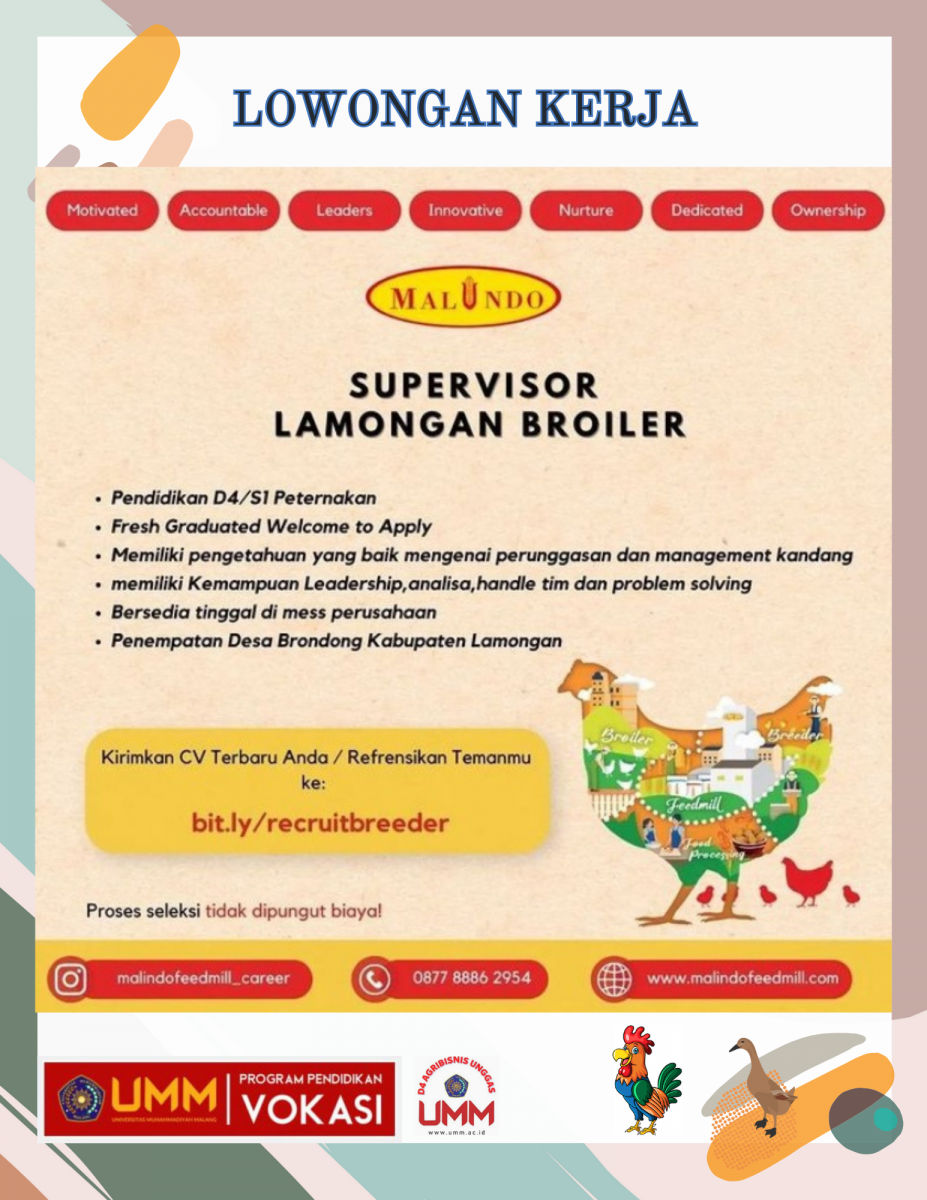 LOWONGAN KERJA
Motivated
Accountable
Leaders
Innovative
Nurture
Dedicated
Ownership
MALINDO
SUPERVISOR
LAMONGAN BROILER
• Pendidikan D4/S1 Peternakan
• Fresh Graduated Welcome to Apply
• Memiliki pengetahuan yang baik mengenai perunggasan dan management kandang
• memiliki Kemampuan Leadership,analisa,handle tim dan problem solving
• Bersedia tinggal di mess perusahaan
• Penempatan Desa Brondong Kabupaten Lamongan
Broiler
Breeder
Feedmill
Food
Processing
Kirimkan CV Terbaru Anda / Refrensikan Temanmu
ke:
bit.ly/recruitbreeder
Proses seleksi tidak dipungut biaya!
malindofeedmill_career
0877 8886 2954
www.malindofeedmill.com
UMM
UNIVERSITAS MUHAMMADIYAH MALANG
PROGRAM PENDIDIKAN
VOKASI
D4 AGRIBISNIS UNGGAS
UMM
www.umm.ac.id